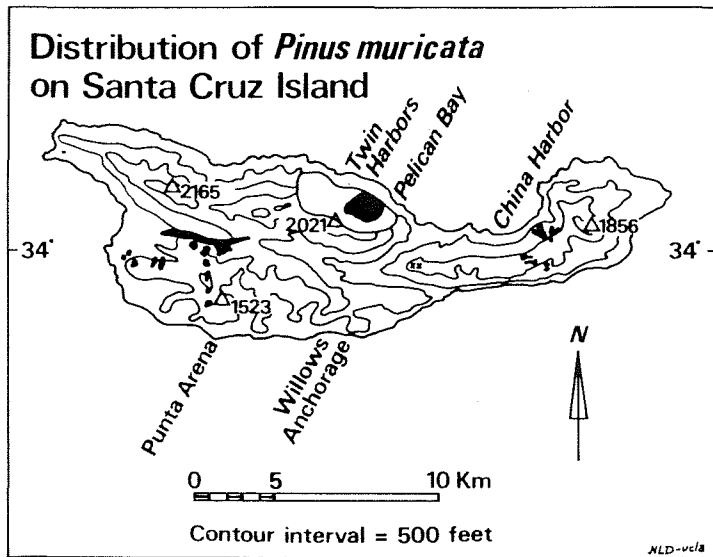 Distribution of Pinus muricata
on Santa Cruz Island
Twin
Harbors
Pelican Bay
China Harbor
2165
2021
1856
34°
34°
1523
Punta Arena
Willows
Anchorage
N
0 5 10 Km
Contour interval = 500 feet
NLD-ucla